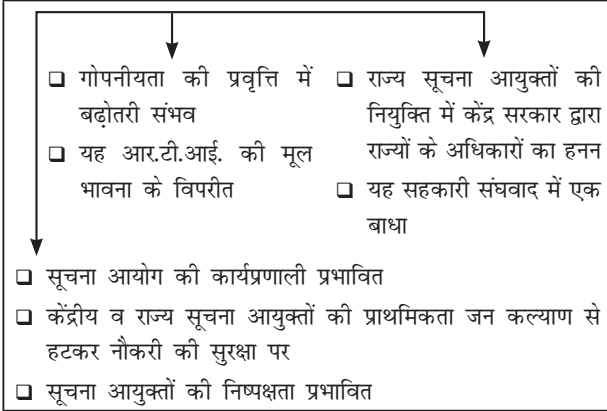 ❑ गोपनीयता की प्रवृत्ति में
बढ़ोतरी संभव
❑ यह आर.टी.आई. की मूल
भावना के विपरीत
❑ राज्य सूचना आयुक्तों की
नियुक्ति में केंद्र सरकार द्वारा
राज्यों के अधिकारों का हनन
❑ यह सहकारी संघवाद में एक
बाधा
❑ सूचना आयोग की कार्यप्रणाली प्रभावित
❑ केंद्रीय व राज्य सूचना आयुक्तों की प्राथमिकता जन कल्याण से
हटकर नौकरी की सुरक्षा पर
❑ सूचना आयुक्तों की निष्पक्षता प्रभावित